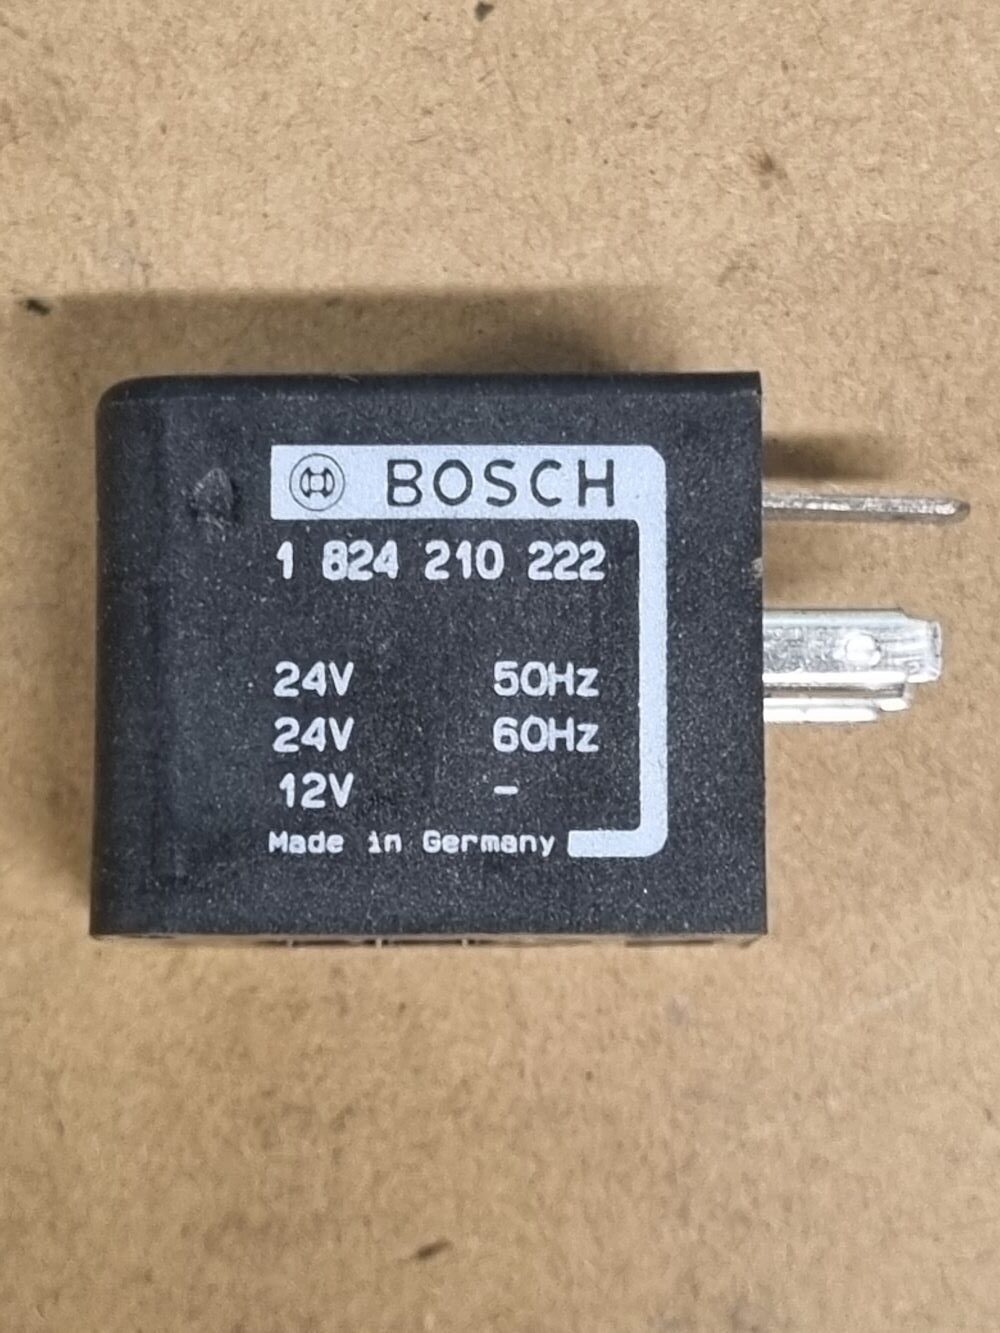 BOSCH
1 824 210 222
24V 50Hz
24V 60Hz
12V -
Made in Germany